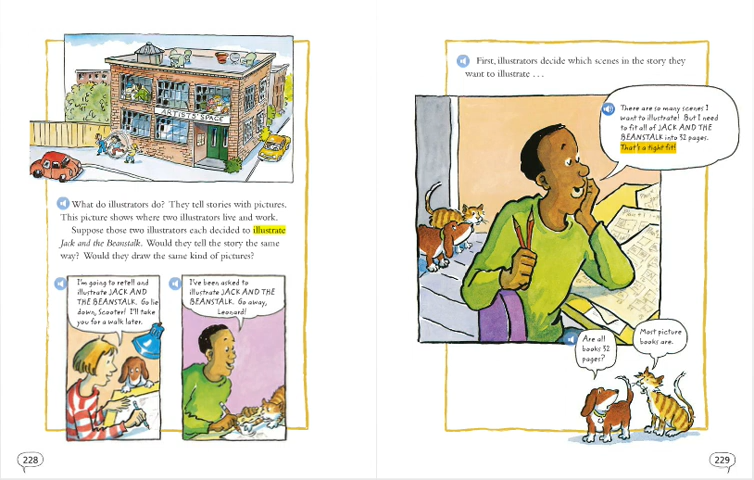 ARTISTS' SPACE
What do illustrators do? They tell stories with pictures.
This picture shows where two illustrators live and work.
Suppose those two illustrators each decided to illustrate
Jack and the Beanstalk. Would they tell the story the same
way? Would they draw the same kind of pictures?
I'm going to retell and
illustrate JACK AND
THE BEANSTALK. Go lie
down, Scooter! I'll take
you for a walk later.
I've been asked to
illustrate JACK AND THE
BEANSTALK. Go away,
Leonard!
228
First, illustrators decide which scenes in the story they
want to illustrate . . .
There are so many scenes I
want to illustrate! But I need
to fit all of JACK AND THE
BEANSTALK into 32 pages.
That's a tight fit!
Are all
books 32
pages?
Most picture
books are.
229